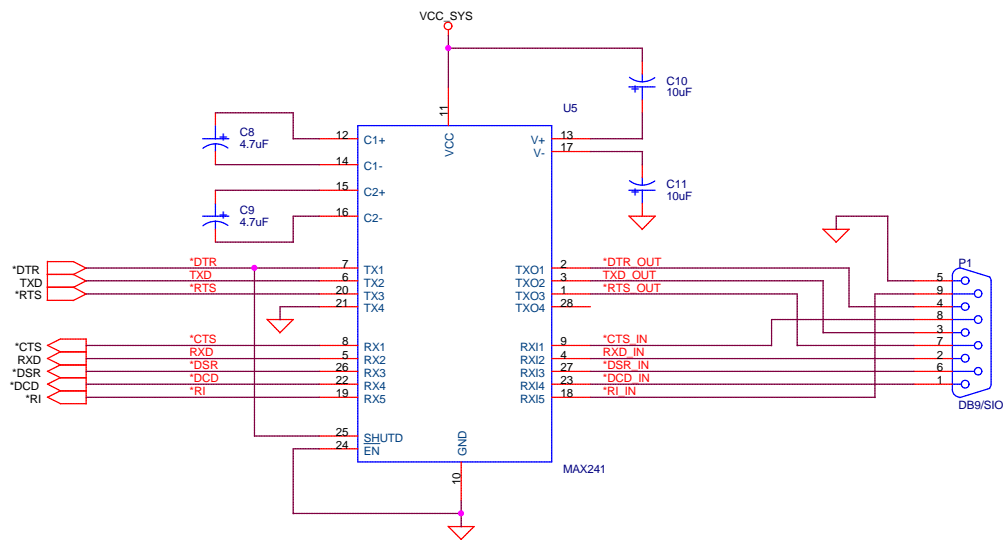 VCC_SYS
C10
10uF
U5
11
VCC
C8
4.7uF
12
C1+
V+
13
V-
17
14
C1-
15
C2+
C11
10uF
C9
4.7uF
16
C2-
*DTR
*DTR
7
TX1
TXO1
2
*DTR_OUT
P1
TXD
TXD
6
TX2
TXO2
3
TXD_OUT
5
*RTS
*RTS
20
TX3
TXO3
1
*RTS_OUT
9
21
TX4
TXO4
28
4
8
3
*CTS
*CTS
8
RX1
RXI1
9
*CTS_IN
7
RXD
RXD
5
RX2
RXI2
4
RXD_IN
2
*DSR
*DSR
26
RX3
RXI3
27
*DSR_IN
6
*DCD
*DCD
22
RX4
RXI4
23
*DCD_IN
1
*RI
*RI
19
RX5
RXI5
18
*RI_IN
DB9/SIO
25
SHUTD
24
EN
GND
10
MAX241